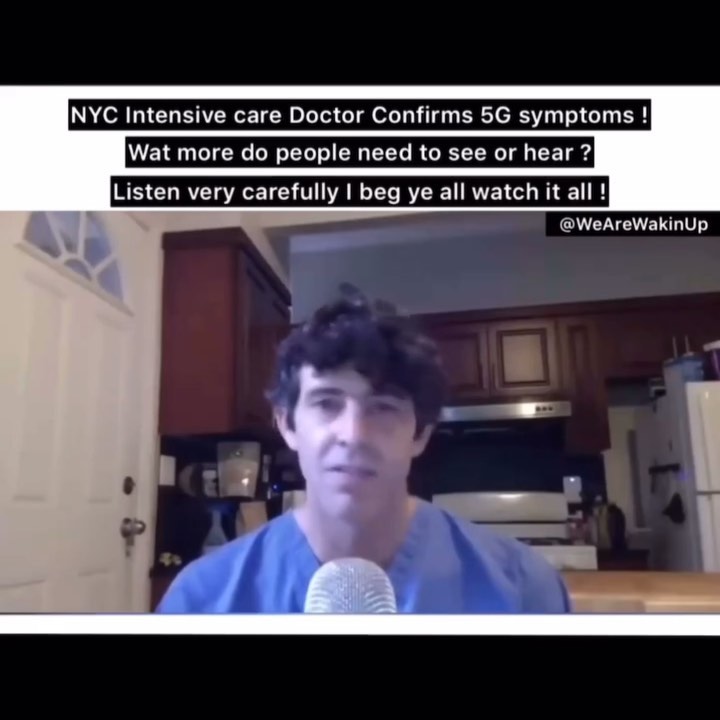 NYC Intensive care Doctor Confirms 5G symptoms !
Wat more do people need to see or hear ?
Listen very carefully I beg ye all watch it all !
@WeAreWakinUp